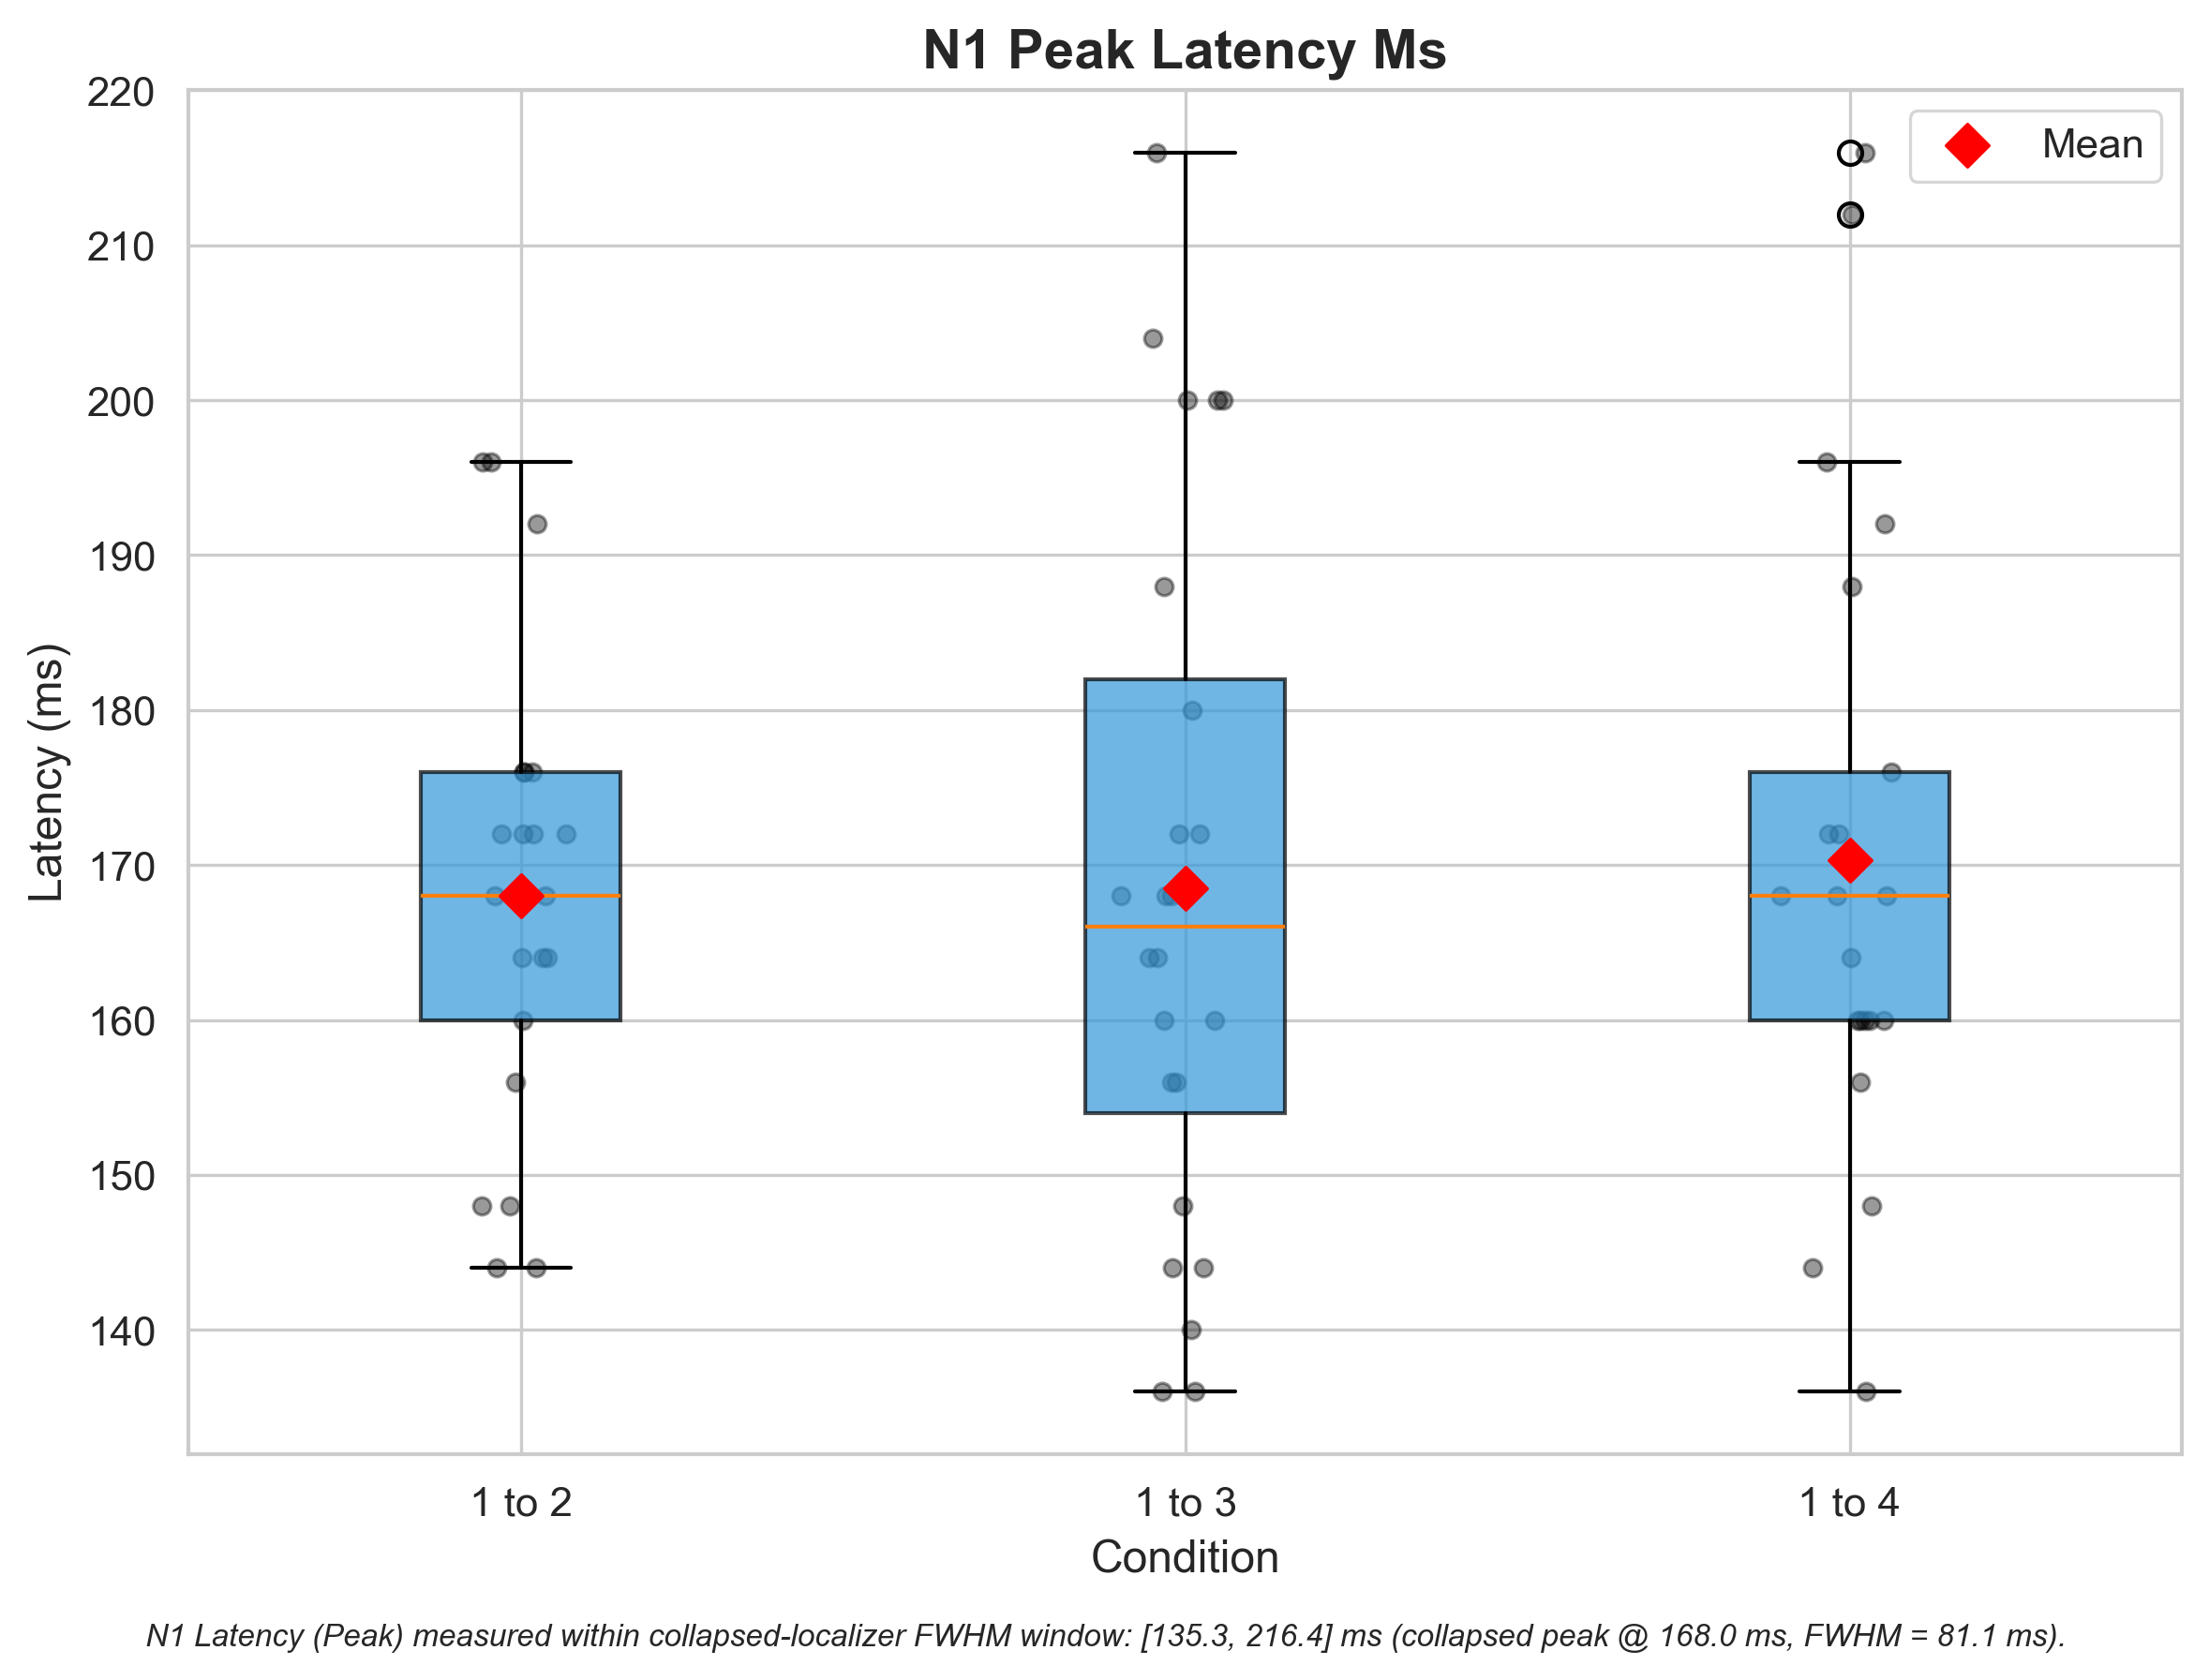 N1 Peak Latency Ms
Mean
Latency (ms)
220
210
200
190
180
170
160
150
140
1 to 2
1 to 3
1 to 4
Condition
N1 Latency (Peak) measured within collapsed-localizer FWHM window: [135.3, 216.4] ms (collapsed peak @ 168.0 ms, FWHM = 81.1 ms).